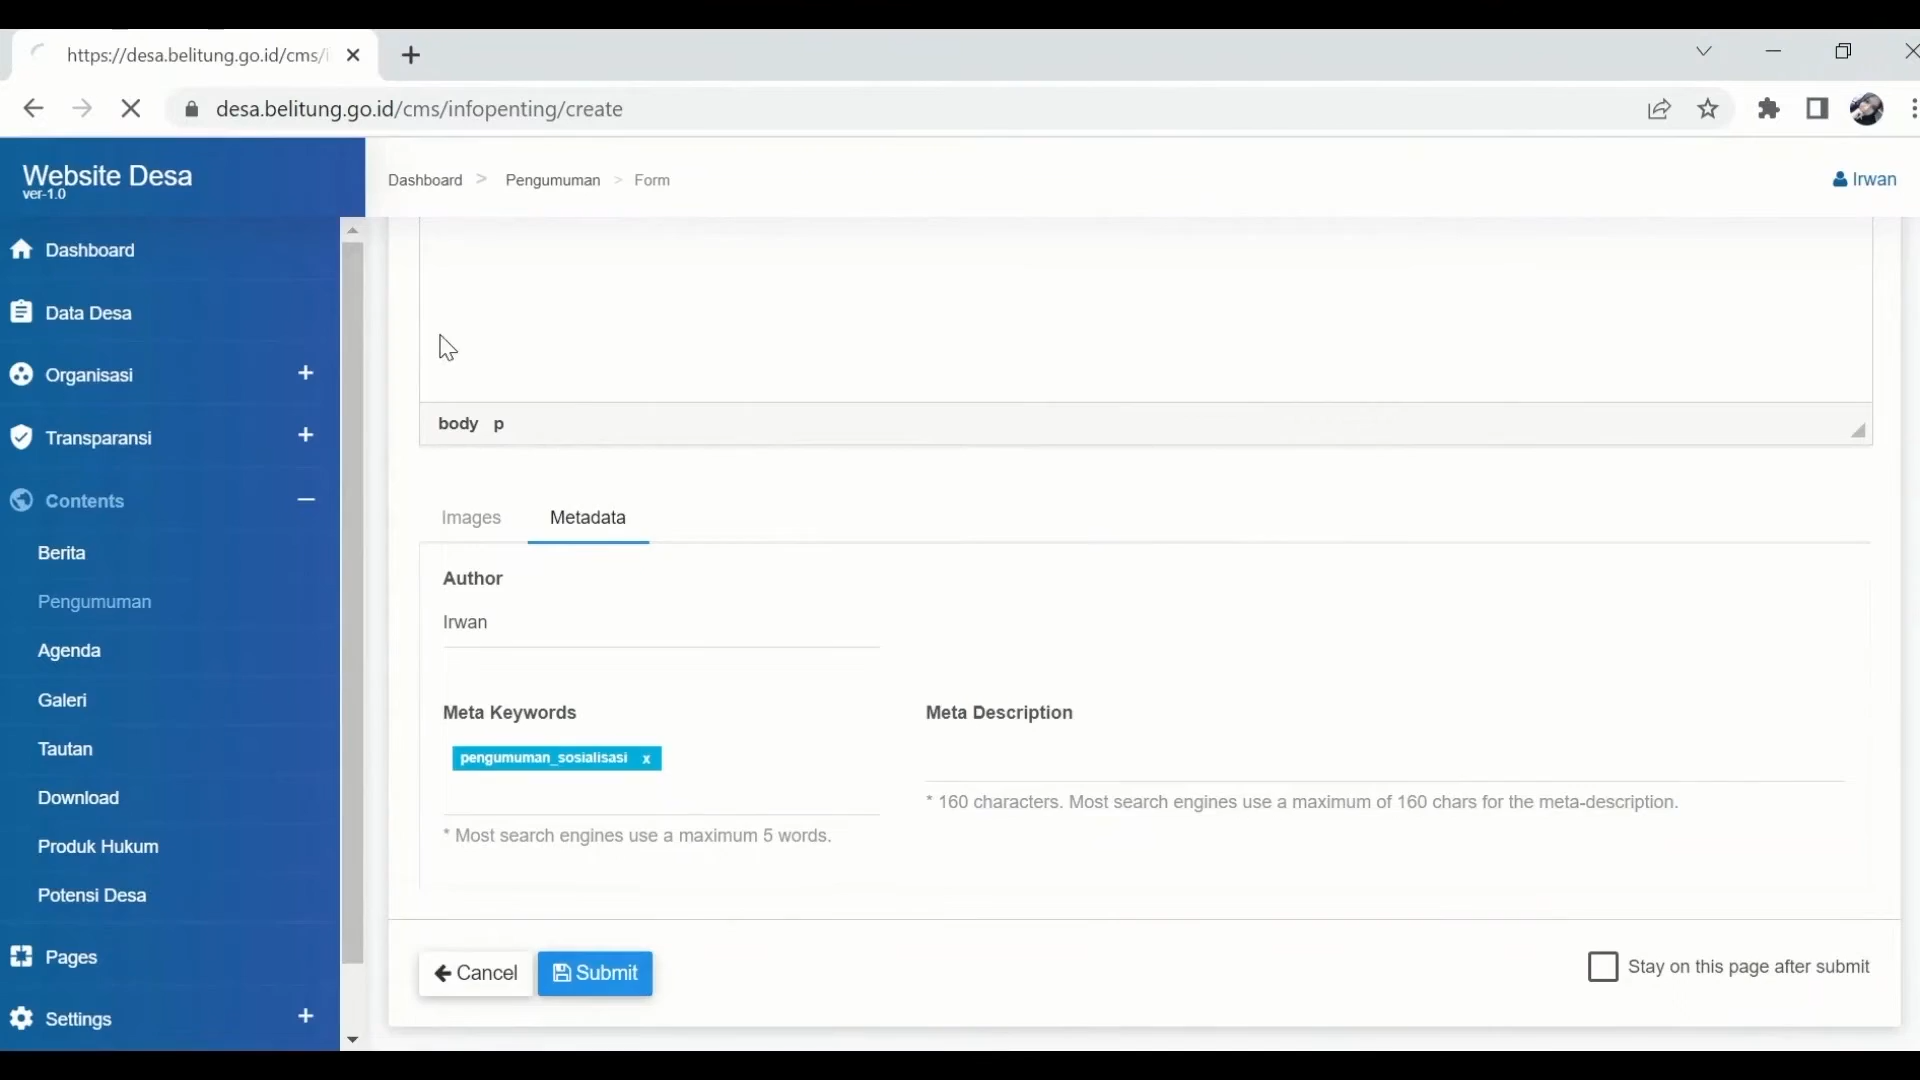 https://desa.belitung.go.id/cms/i
desa.belitung.go.id/cms/infopenting/create
Website Desa
ver-1.0
Dashboard > Pengumuman > Form
Irwan
Dashboard
Data Desa
Organisasi
Transparansi
Contents
Berita
Pengumuman
Agenda
Galeri
Tautan
Download
Produk Hukum
Potensi Desa
Pages
Settings
body p
Images Metadata
Author
Irwan
Meta Keywords
pengumuman_sosialisasi x
* Most search engines use a maximum 5 words.
Meta Description
* 160 characters. Most search engines use a maximum of 160 chars for the meta-description.
Cancel Submit
Stay on this page after submit